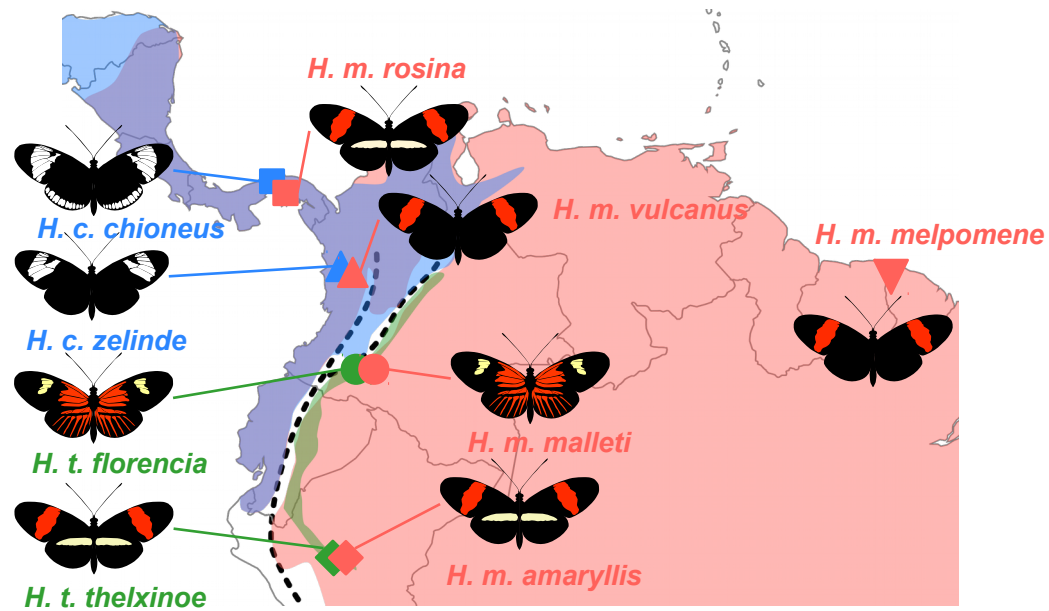 H. m. rosina
H. c. chioneus
H. m. vulcanus
H. m. melpomene
H. c. zelinde
H. t. florencia
H. m. malleti
H. m. amaryllis
H. t. thelxinoe